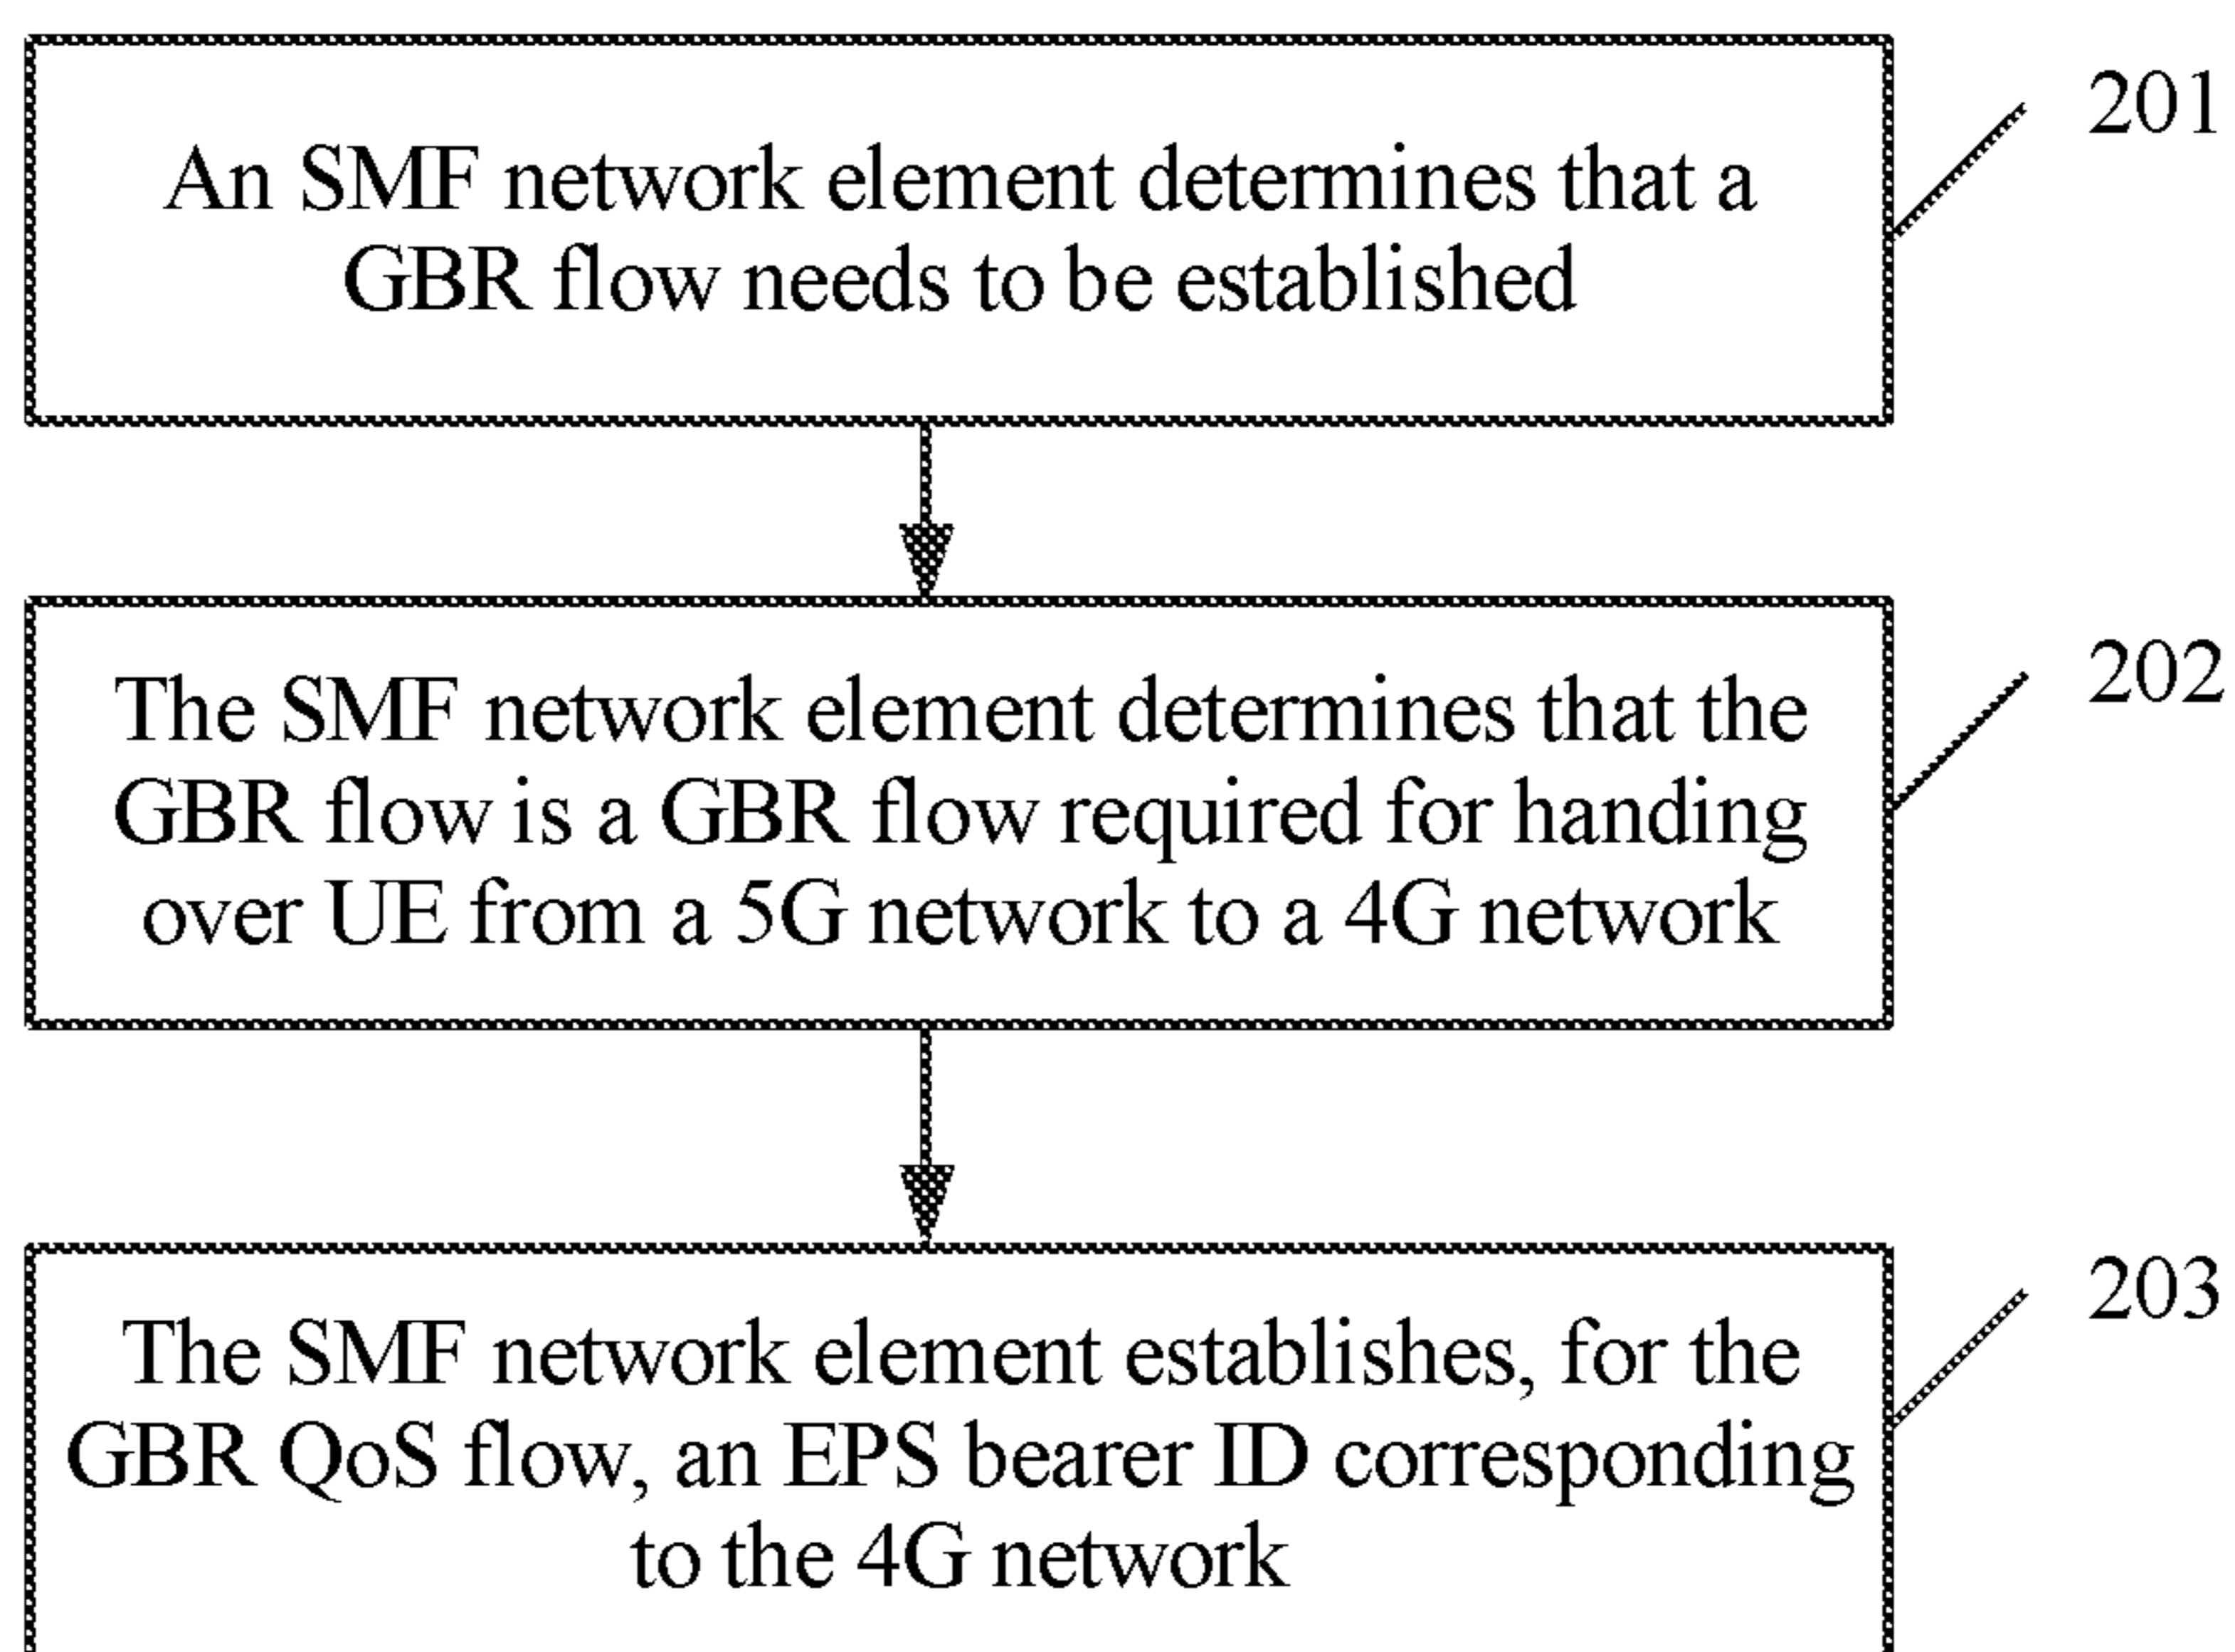 An SMF network element determines that a
GBR flow needs to be established
201
The SMF network element determines that the
GBR flow is a GBR flow required for handing
over UE from a 5G network to a 4G network
202
The SMF network element establishes, for the
GBR QoS flow, an EPS bearer ID corresponding
to the 4G network
203